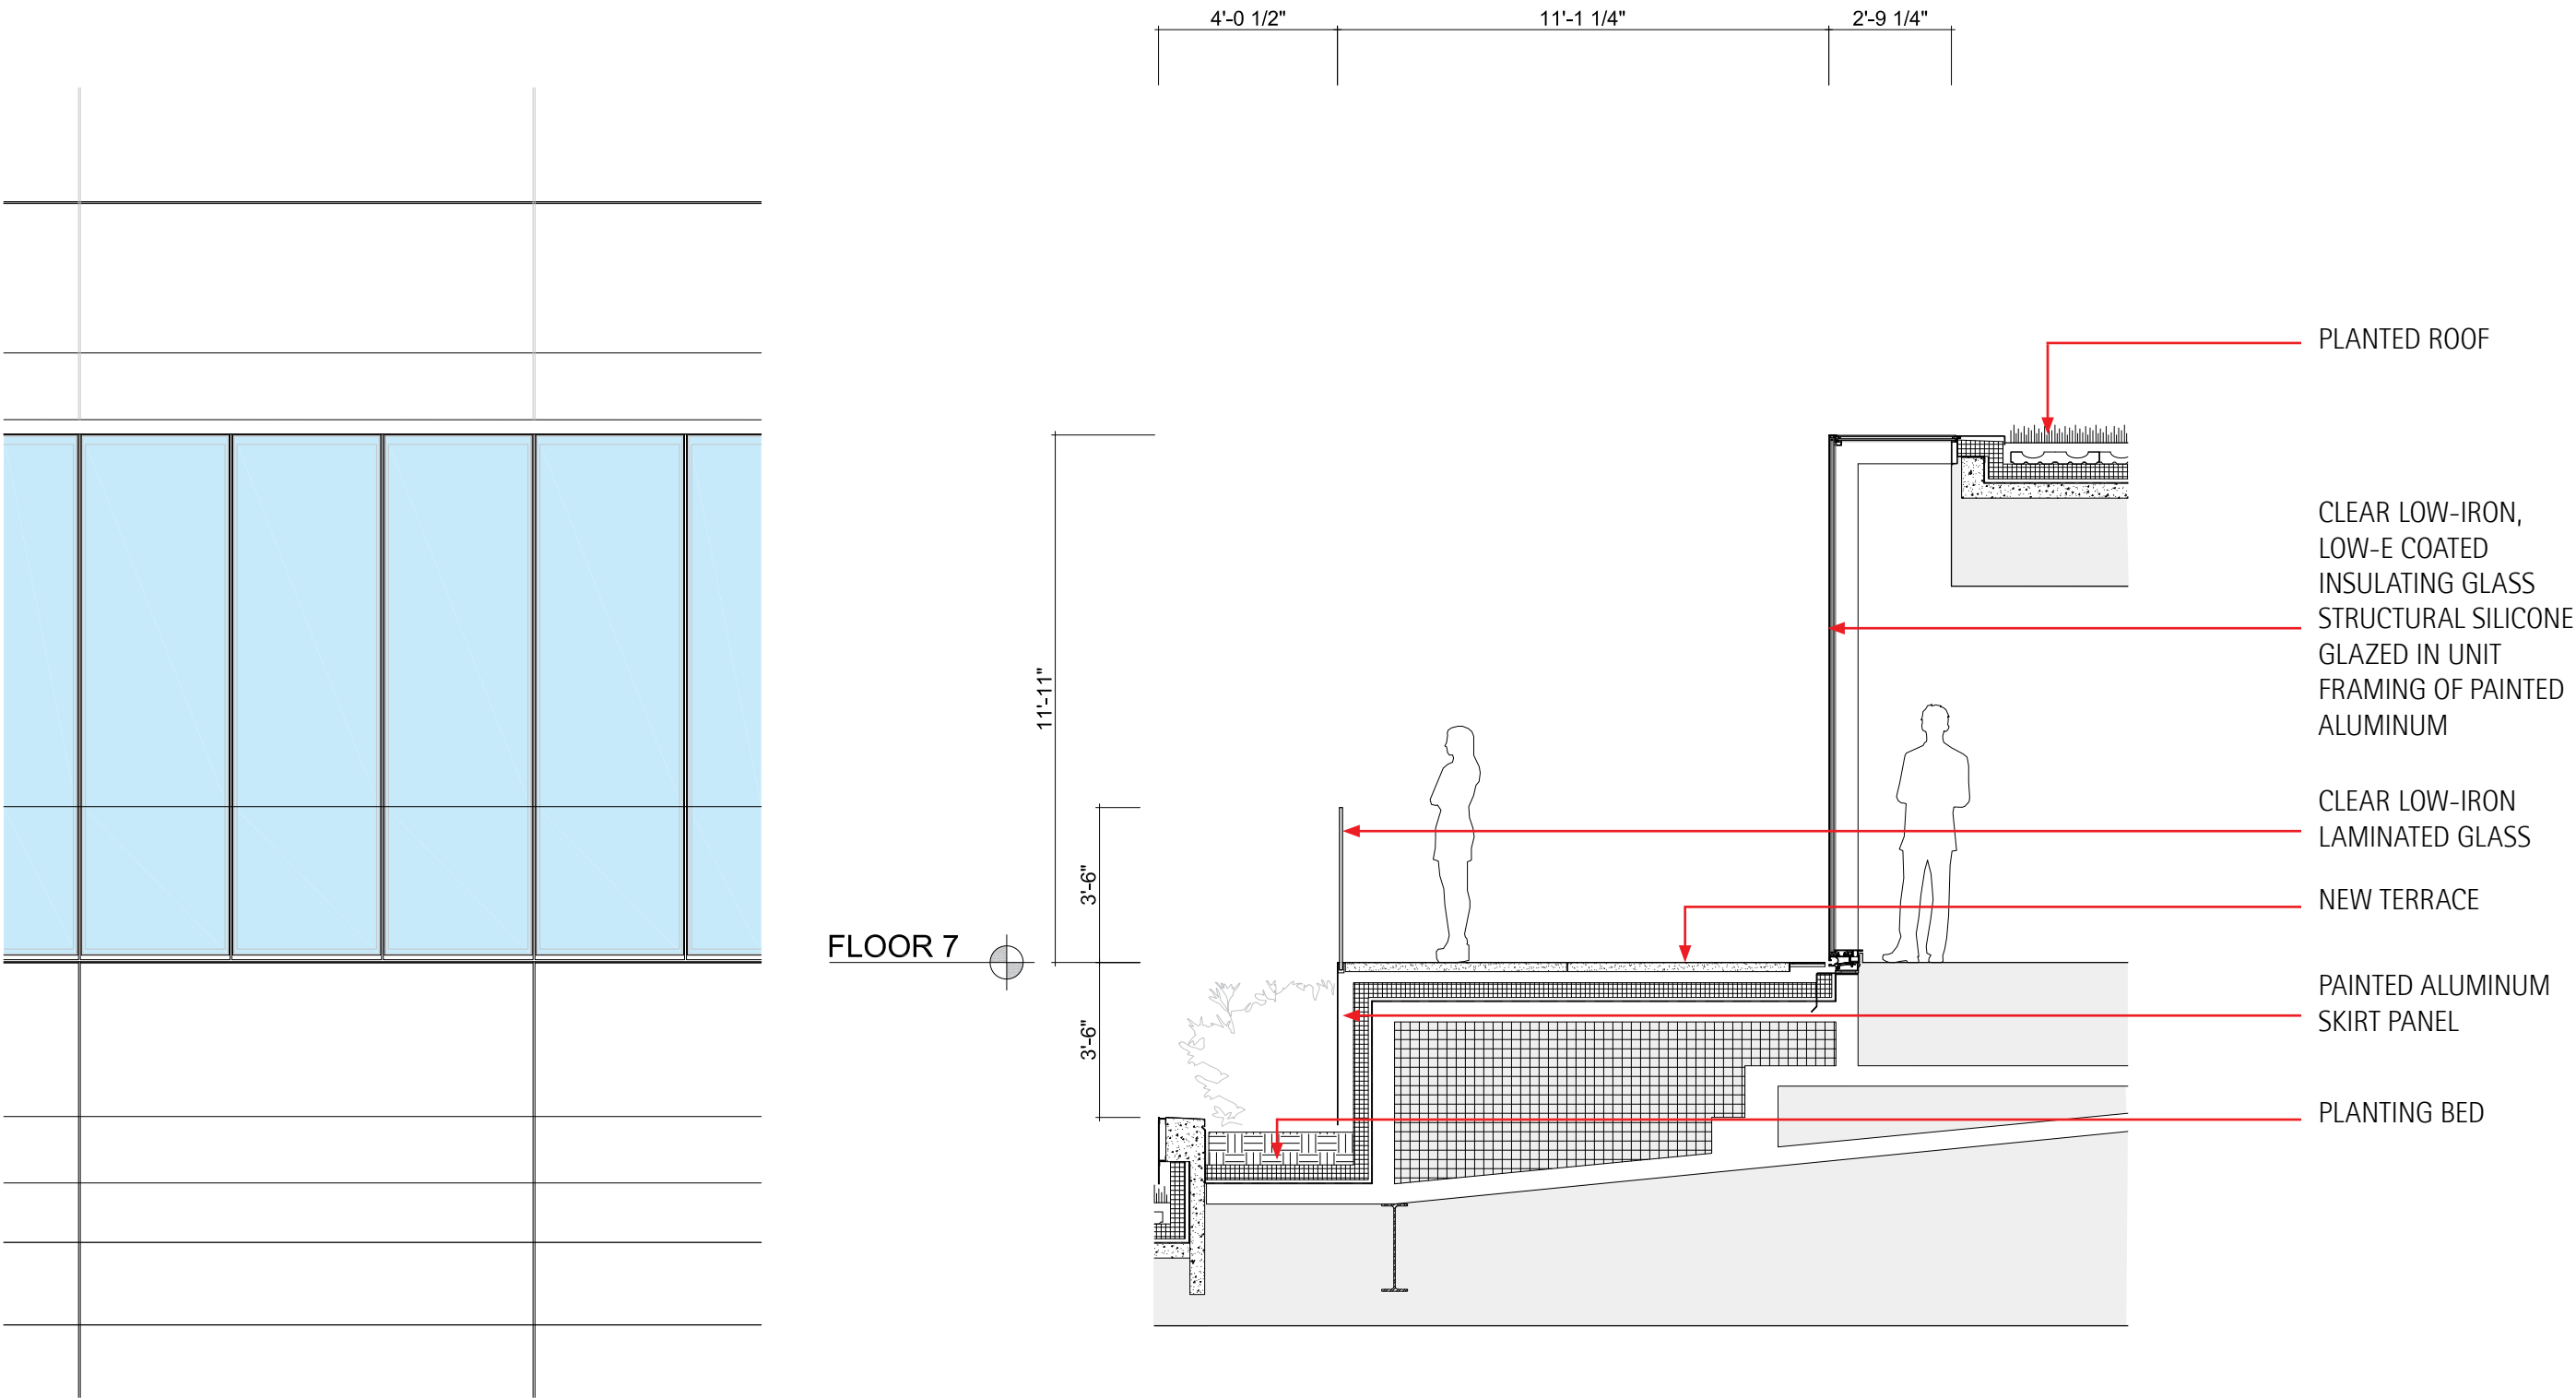 4'-0 1/2"
11'-1 1/4"
2'-9 1/4"
PLANTED ROOF
CLEAR LOW-IRON,
LOW-E COATED
INSULATING GLASS
STRUCTURAL SILICONE
GLAZED IN UNIT
FRAMING OF PAINTED
ALUMINUM
11'-11"
CLEAR LOW-IRON
LAMINATED GLASS
3'-6"
NEW TERRACE
FLOOR 7
PAINTED ALUMINUM
SKIRT PANEL
3'-6"
PLANTING BED